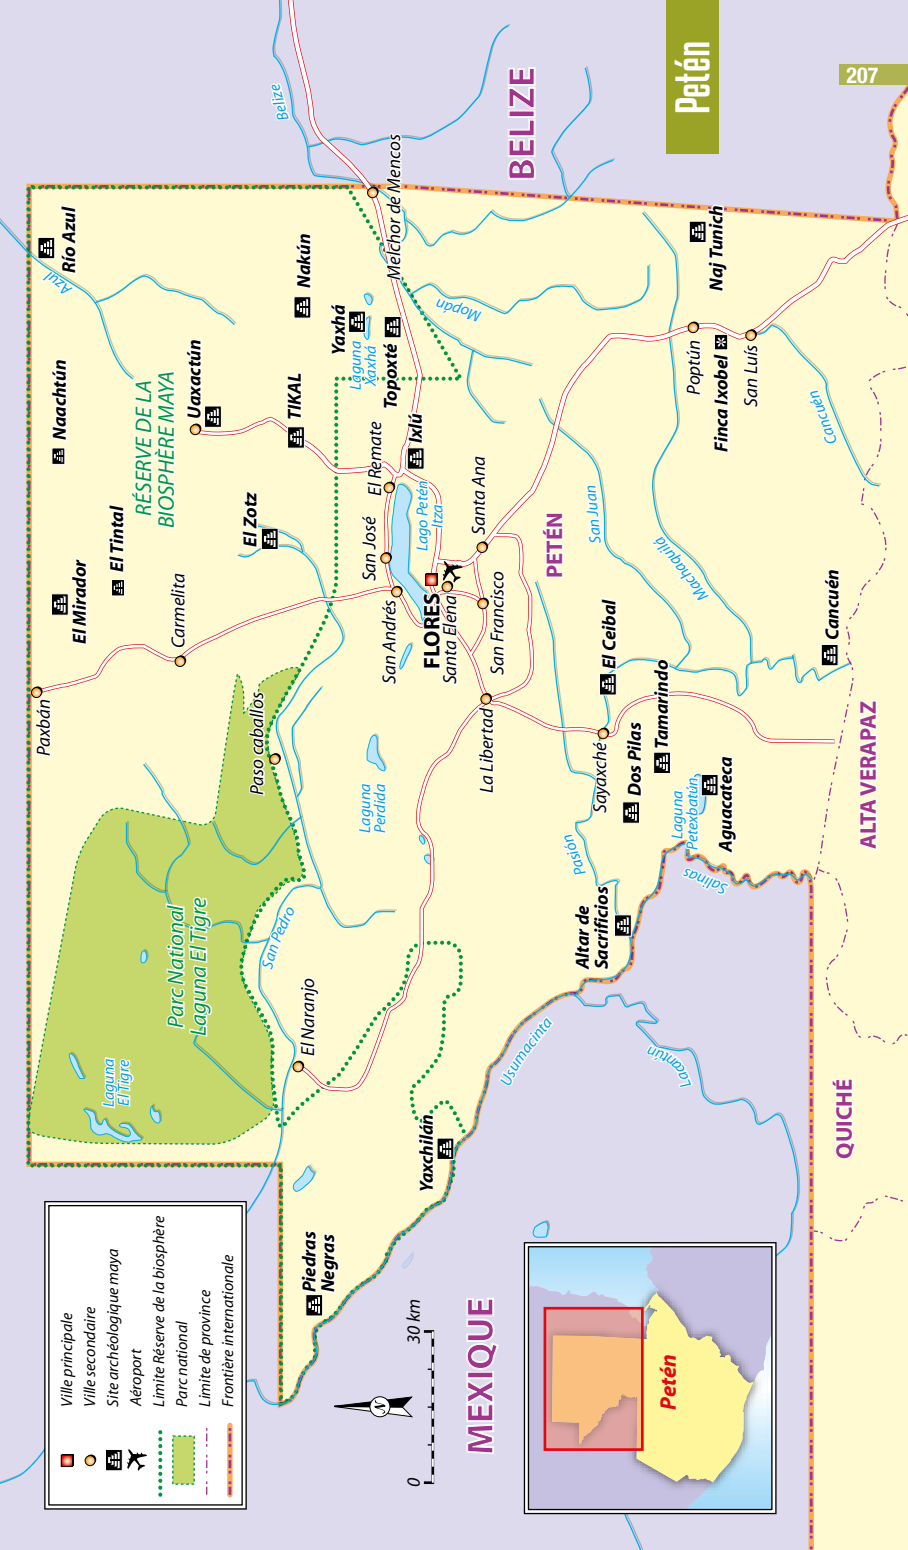 Petén
207
BELIZE
Belize
Melchor de Mencos
Río Azul
Azul
Naachtún
RÉSERVE DE LA
BIOSPHÈRE MAYA
Uaxactún
TIKAL
Nakún
Yaxhá
Laguna
Xaxhá
Topoxté
Mopán
Naj Tunich
Poptún
Finca Ixobel
San Luís
Cancuén
El Mirador
El Tintal
Carmelita
El Zotz
El Remate
Ixlú
San José
Lago Petén
Itza
Santa Ana
San Andrés
FLORES
Santa Elena
San Francisco
PETÉN
San Juan
Machaquilá
El Ceibal
Cancuén
Paxbán
Paso caballos
Laguna
Perdida
La Libertad
Sayaxché
Dos Pilas
Tamarindo
Laguna
Petexbatún
Aguacateca
Pasión
Salinas
ALTA VERAPAZ
Parc National
Laguna El Tigre
San Pedro
El Naranjo
Altar de
Sacrificios
Laguna
El Tigre
Usumacinta
Lacantún
Yaxchilán
QUICHÉ
Piedras
Negras
MEXIQUE
Ville principale
Ville secondaire
Site archéologique maya
Aéroport
Limite Réserve de la biosphère
Parc national
Limite de province
Frontière internationale
N
0
30 km
Petén